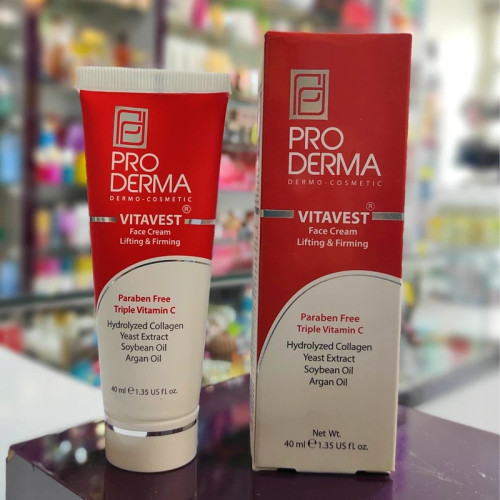 PRO
DERMA
DERMO-COSMETIC
VITAVEST®
Face Cream
Lifting & Firming
Paraben Free
Triple Vitamin C
Hydrolyzed Collagen
Yeast Extract
Soybean Oil
Argan Oil
40 ml ℮ 1.35 US fl. oz.
PRO
DERMA
DERMO-COSMETIC
VITAVEST®
Face Cream
Lifting & Firming
Paraben Free
Triple Vitamin C
Hydrolyzed Collagen
Yeast Extract
Soybean Oil
Argan Oil
Net Wt.
40 ml ℮ 1.35 US fl. oz.